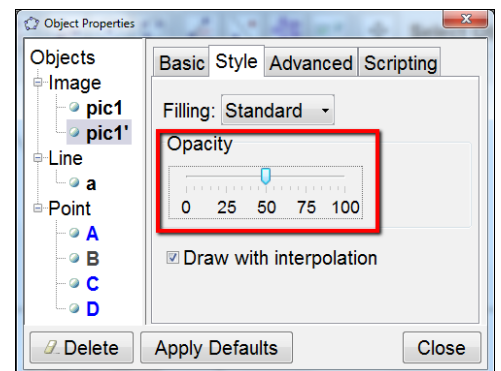 Object Properties
Objects
Image
pic1
pic1'
Line
a
Point
A
B
C
D
Basic Style Advanced Scripting
Filling: Standard
Opacity
0 25 50 75 100
Draw with interpolation
Delete Apply Defaults Close